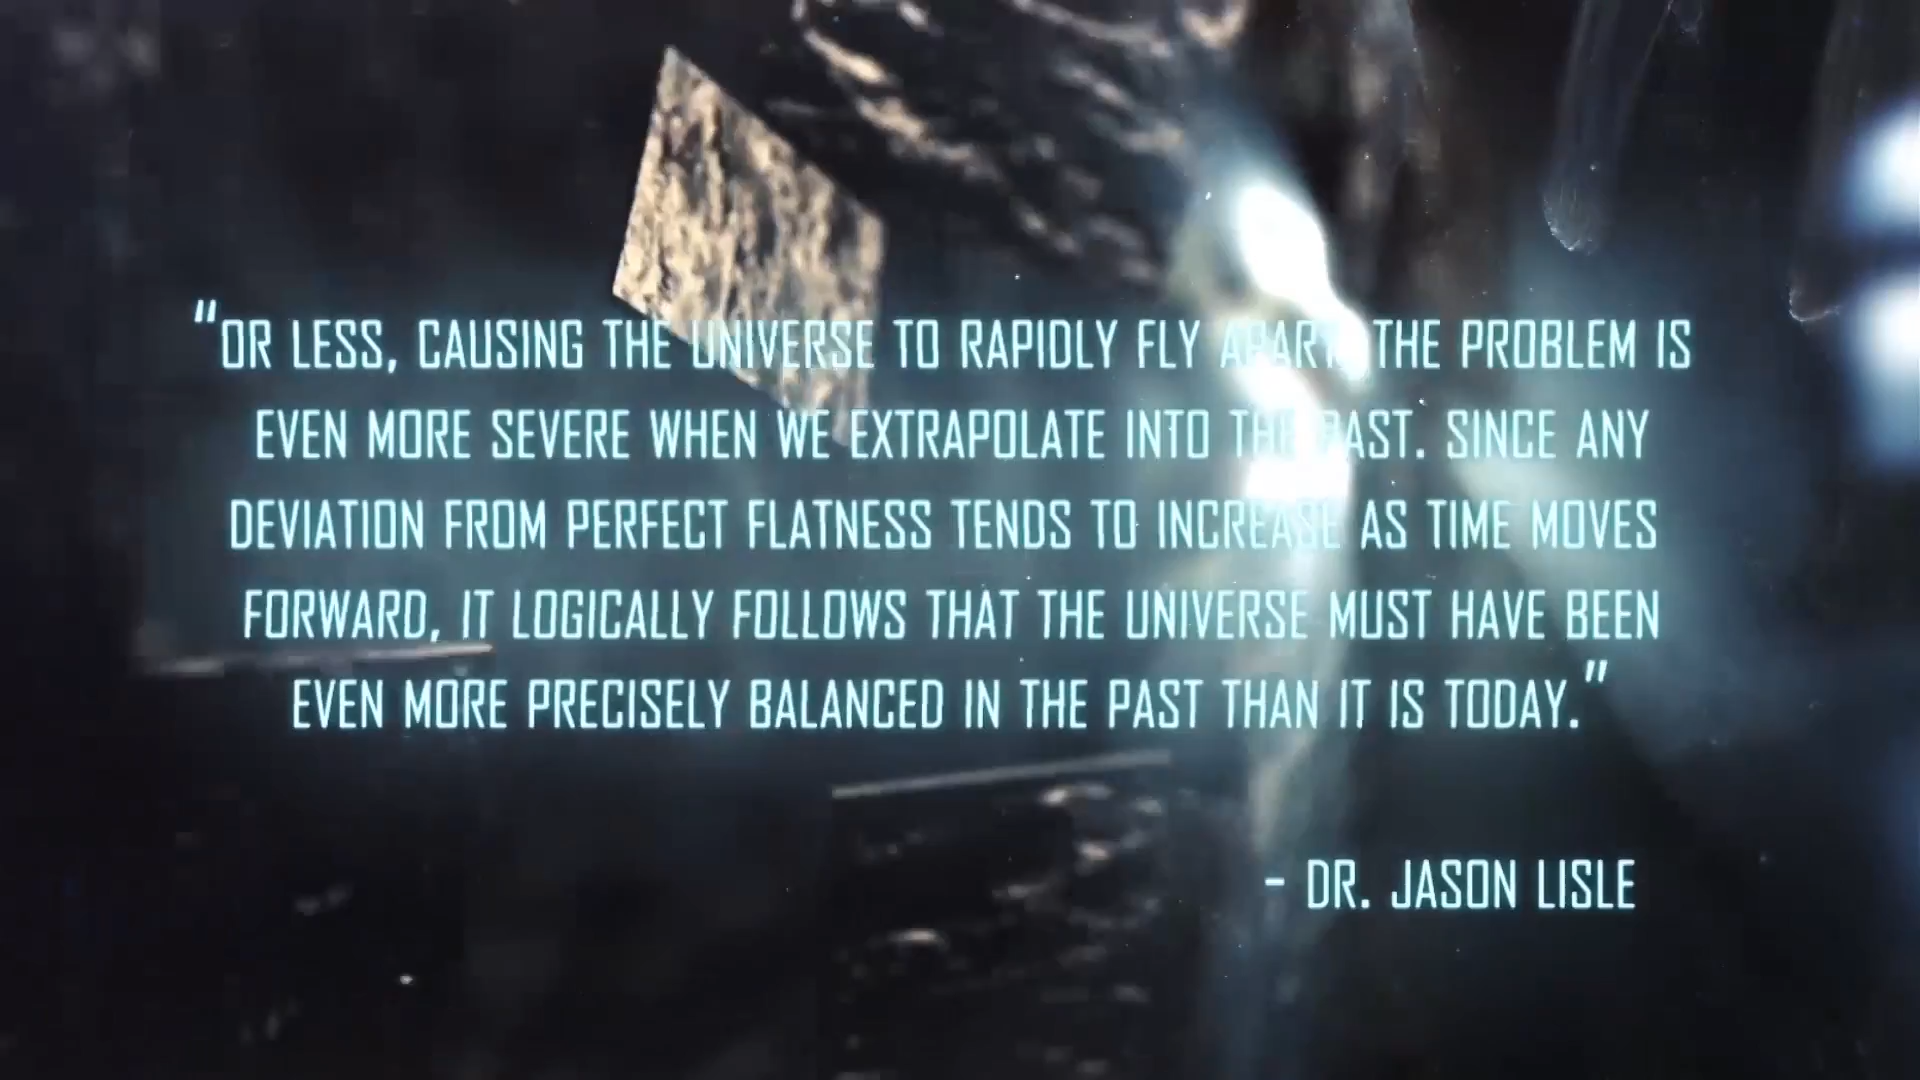 "OR LESS, CAUSING THE UNIVERSE TO RAPIDLY FLY APART. THE PROBLEM IS
EVEN MORE SEVERE WHEN WE EXTRAPOLATE INTO THE PAST. SINCE ANY
DEVIATION FROM PERFECT FLATNESS TENDS TO INCREASE AS TIME MOVES
FORWARD, IT LOGICALLY FOLLOWS THAT THE UNIVERSE MUST HAVE BEEN
EVEN MORE PRECISELY BALANCED IN THE PAST THAN IT IS TODAY."
- DR. JASON LISLE